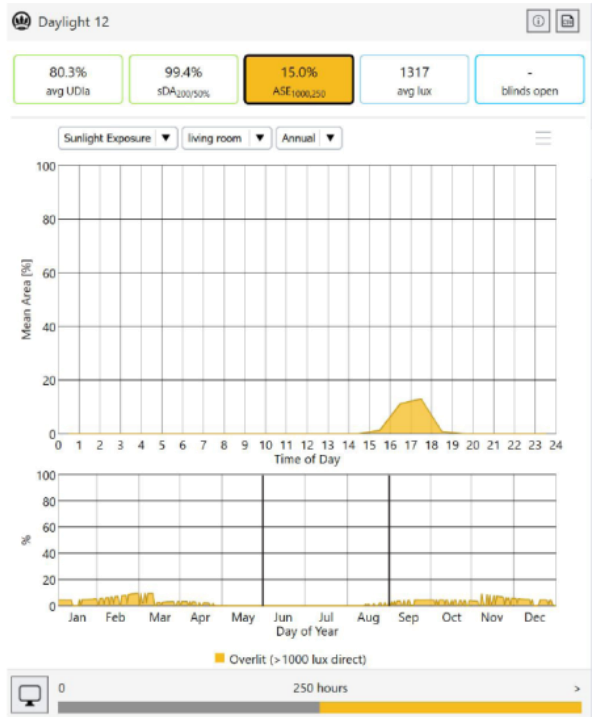 Daylight 12
80.3% 99.4% 15.0% 1317 -
avg UDIa sDA200/50% ASE1000,250 avg lux blinds open
Sunlight Exposure ▼ living room ▼ Annual ▼
100
80
60
40
20
0
Mean Area [%]
0 1 2 3 4 5 6 7 8 9 10 11 12 13 14 15 16 17 18 19 20 21 22 23 24
Time of Day
100
80
60
40
20
0
%
Jan Feb Mar Apr May Jun Jul Aug Sep Oct Nov Dec
Day of Year
Overlit (>1000 lux direct)
0 250 hours >